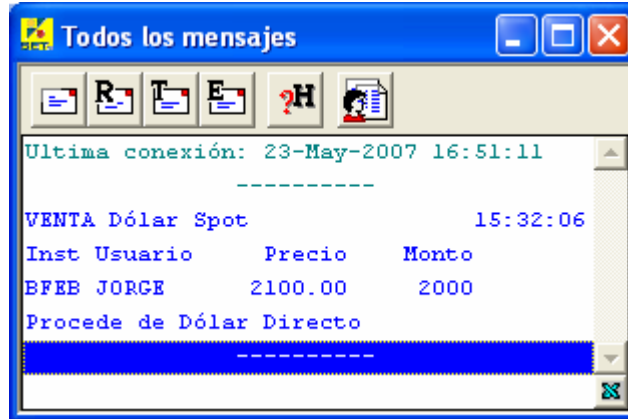 Todos los mensajes
R T E ?H
Ultima conexión: 23-May-2007 16:51:11
----------
VENTA Dólar Spot 15:32:06
Inst Usuario Precio Monto
BFEB JORGE 2100.00 2000
Procede de Dólar Directo
----------